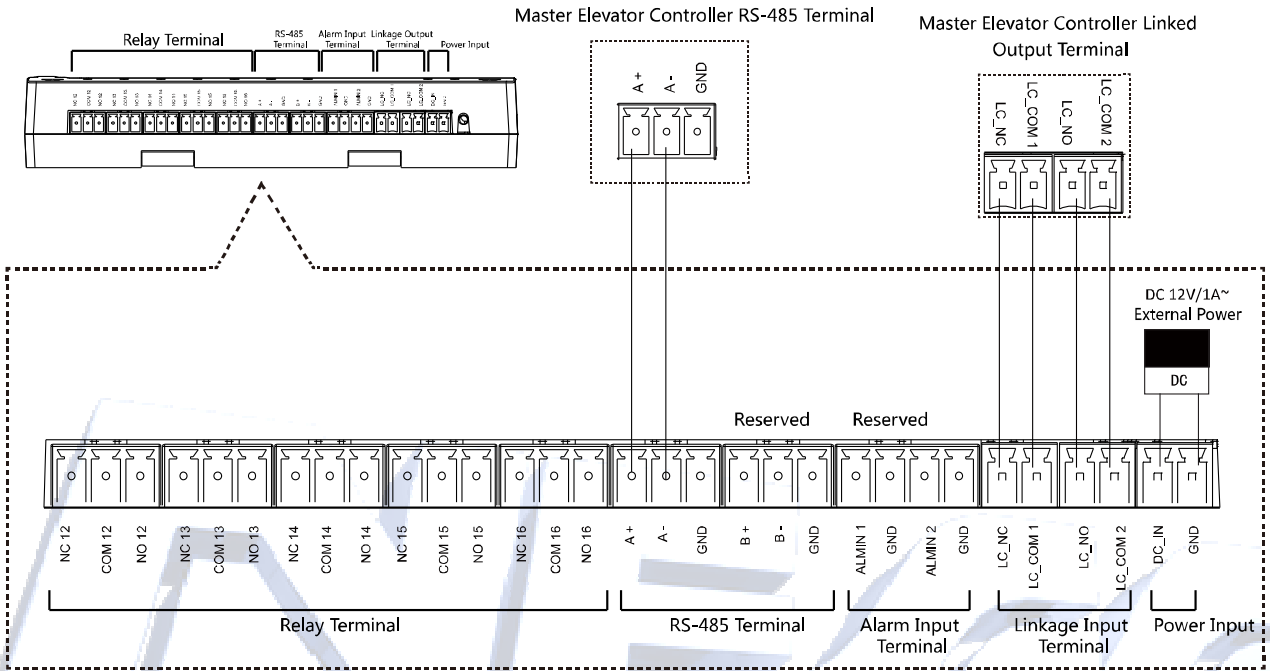 Master Elevator Controller RS-485 Terminal
Master Elevator Controller Linked
Output Terminal
Relay Terminal
RS-485
Terminal
Alarm Input
Terminal
Linkage Output
Terminal
Power Input
A +
A -
GND
LC_NC
LC_COM 1
LC_NO
LC_COM 2
DC 12V/1A~
External Power
DC
Reserved
Reserved
NC 12
COM 12
NO 12
NC 13
COM 13
NO 13
NC 14
COM 14
NO 14
NC 15
COM 15
NO 15
NC 16
COM 16
NO 16
A +
A -
GND
B +
B -
GND
ALMIN 1
GND
ALMIN 2
GND
LC_NC
LC_COM 1
LC_NO
LC_COM 2
DC_IN
GND
Relay Terminal
RS-485 Terminal
Alarm Input
Terminal
Linkage Input
Terminal
Power Input